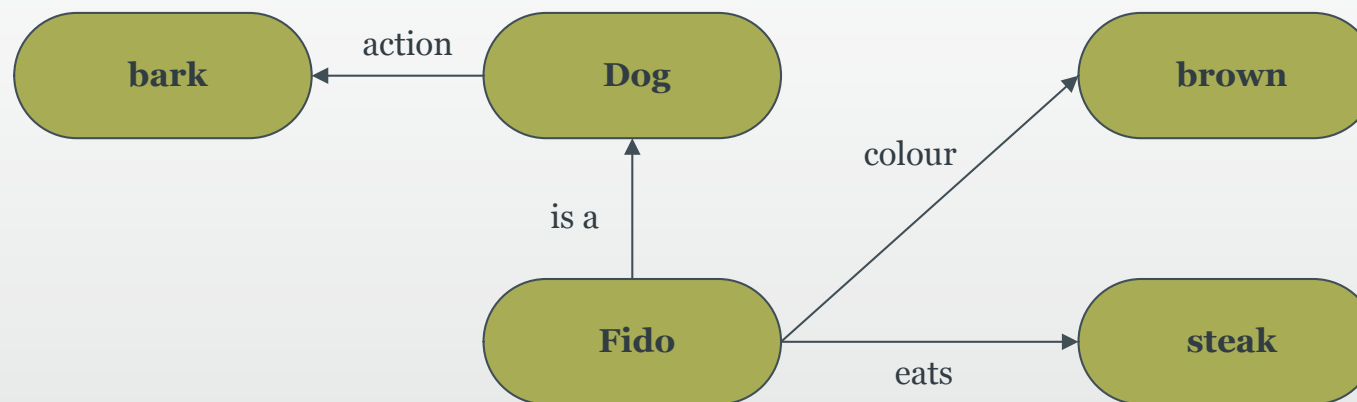 action
bark
Dog
brown
colour
is a
Fido
steak
eats